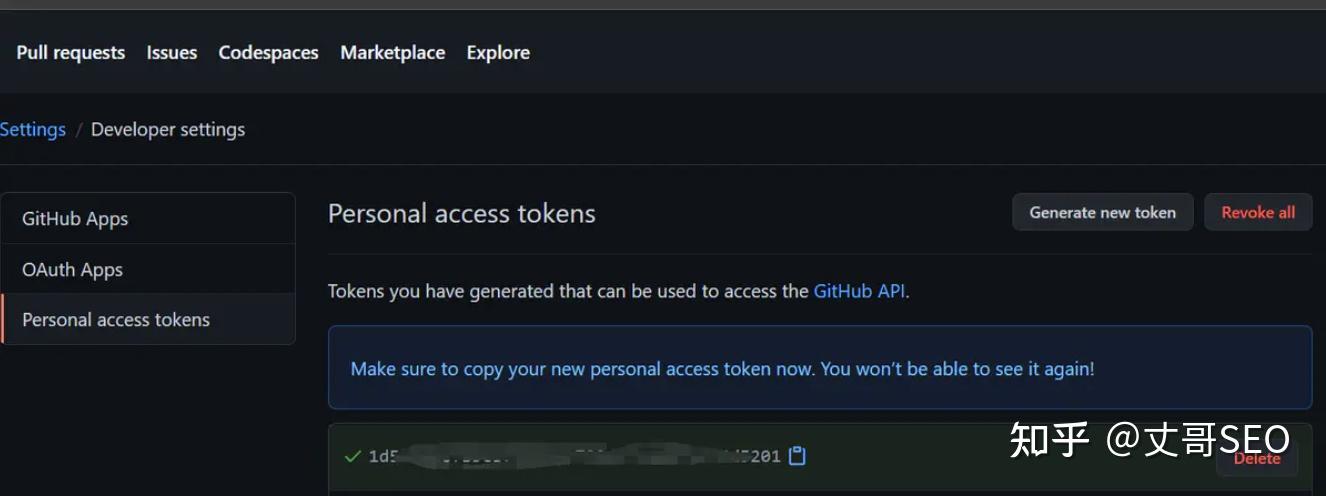 Pull requests Issues Codespaces Marketplace Explore
Settings / Developer settings
GitHub Apps
OAuth Apps
Personal access tokens
Personal access tokens
Generate new token
Revoke all
Tokens you have generated that can be used to access the GitHub API.
Make sure to copy your new personal access token now. You won't be able to see it again!
Delete
知乎 @丈哥SEO